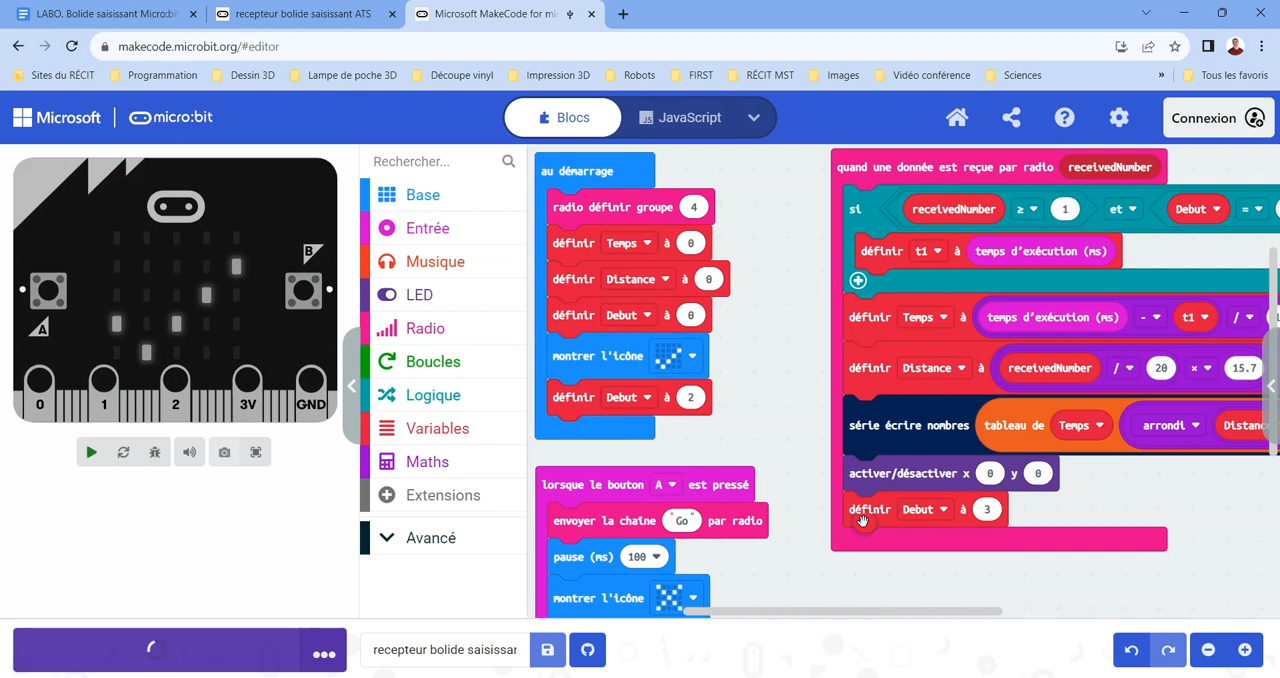 LABO. Bolide saisissant Micro:bi
recepteur bolide saisissant ATS
Microsoft MakeCode for mi
makecode.microbit.org/#editor
Sites du RÉCIT
Programmation
Dessin 3D
Lampe de poche 3D
Découpe vinyl
Impression 3D
Robots
FIRST
RÉCIT MST
Images
Vidéo conférence
Sciences
»
Tous les favoris
Microsoft
micro:bit
Blocs
JS JavaScript
Connexion
A
B
0 1 2 3V GND
Rechercher...
Base
Entrée
Musique
LED
Radio
Boucles
Logique
Variables
Maths
Extensions
Avancé
au démarrage
radio définir groupe 4
définir Temps à 0
définir Distance à 0
définir Debut à 0
montrer l'icône
définir Debut à 2
lorsque le bouton A est pressé
envoyer la chaîne "Go" par radio
pause (ms) 100
montrer l'icône
quand une donnée est reçue par radio receivedNumber
si receivedNumber ≥ 1 et Debut =
définir t1 à temps d'exécution (ms)
définir Temps à temps d'exécution (ms) - t1 /
définir Distance à receivedNumber / 20 × 15.7
série écrire nombres tableau de Temps arrondi
activer/désactiver x 0 y 0
définir Debut à 3
recepteur bolide saisissar